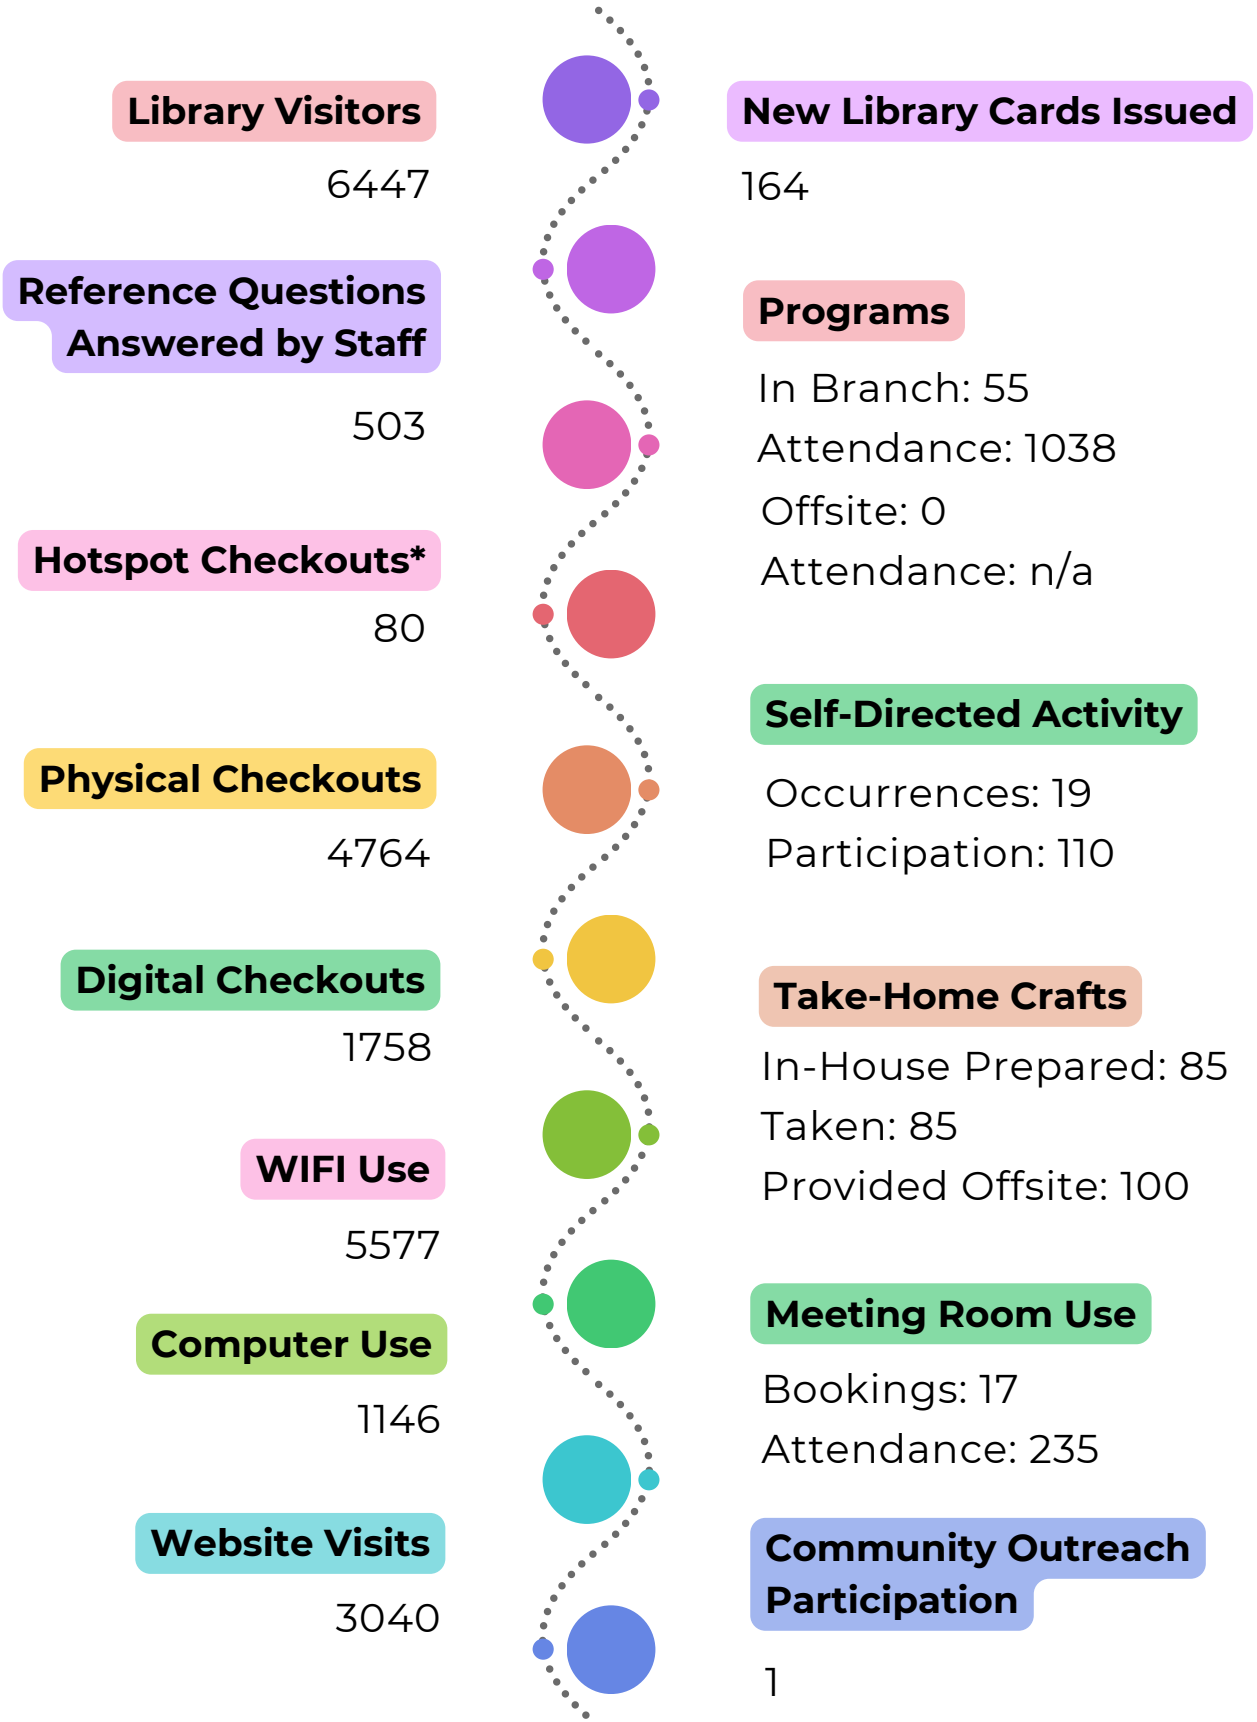 Library Visitors
6447
Reference Questions
Answered by Staff
503
Hotspot Checkouts*
80
Physical Checkouts
4764
Digital Checkouts
1758
WIFI Use
5577
Computer Use
1146
Website Visits
3040
New Library Cards Issued
164
Programs
In Branch: 55
Attendance: 1038
Offsite: 0
Attendance: n/a
Self-Directed Activity
Occurrences: 19
Participation: 110
Take-Home Crafts
In-House Prepared: 85
Taken: 85
Provided Offsite: 100
Meeting Room Use
Bookings: 17
Attendance: 235
Community Outreach
Participation
1